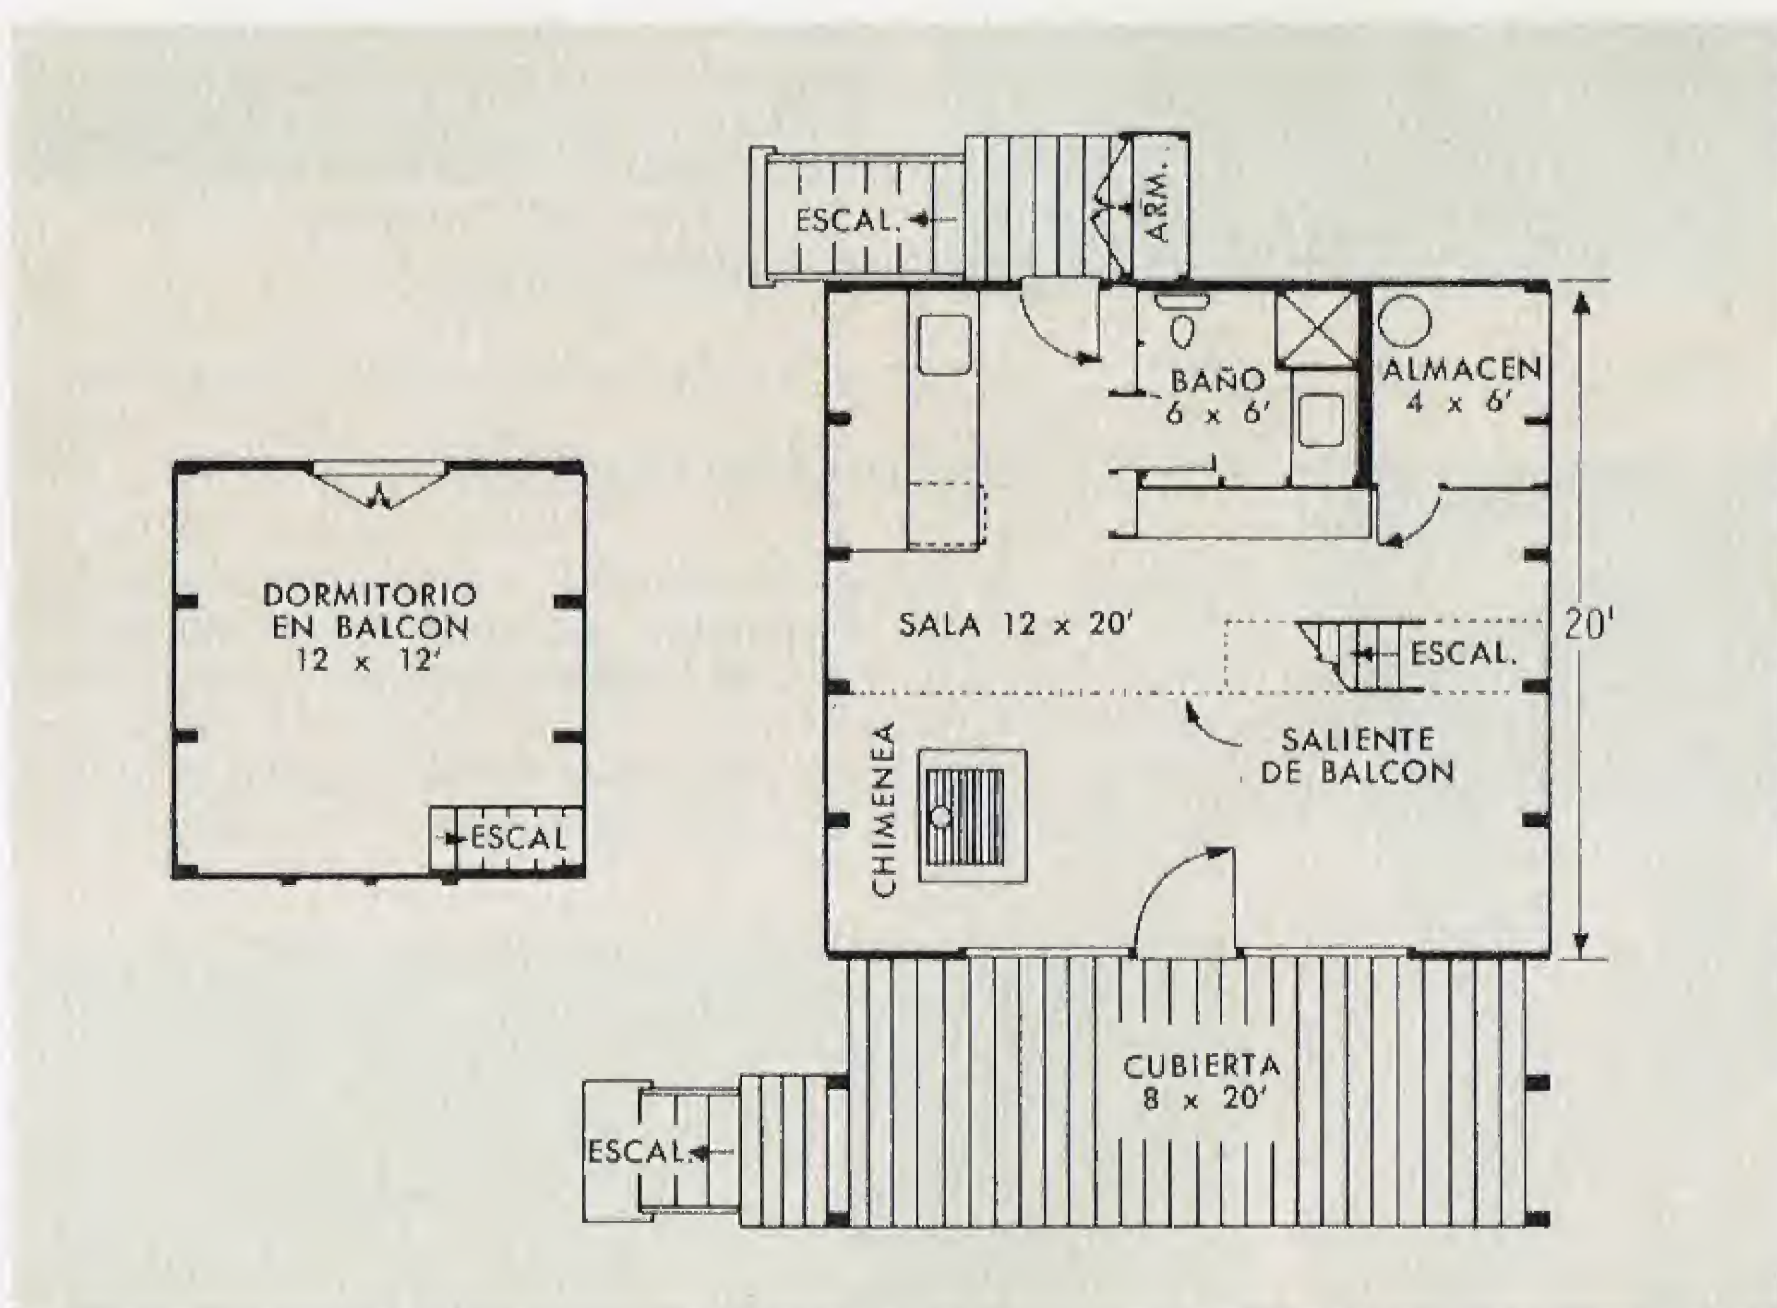 ESCAL.
ARM.
BAÑO
6 x 6'
ALMACEN
4 x 6'
DORMITORIO
EN BALCON
12 x 12'
ESCAL
SALA 12 x 20'
ESCAL.
20'
SALIENTE
DE BALCON
CHIMENEA
CUBIERTA
8 x 20'
ESCAL.